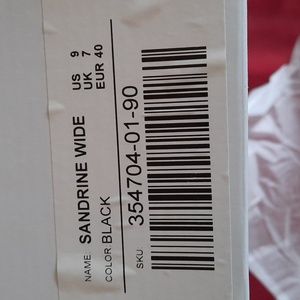 NAME: SANDRINE WIDE
COLOR: BLACK
US 9
UK 7
EUR 40
SKU: 354704-01-90